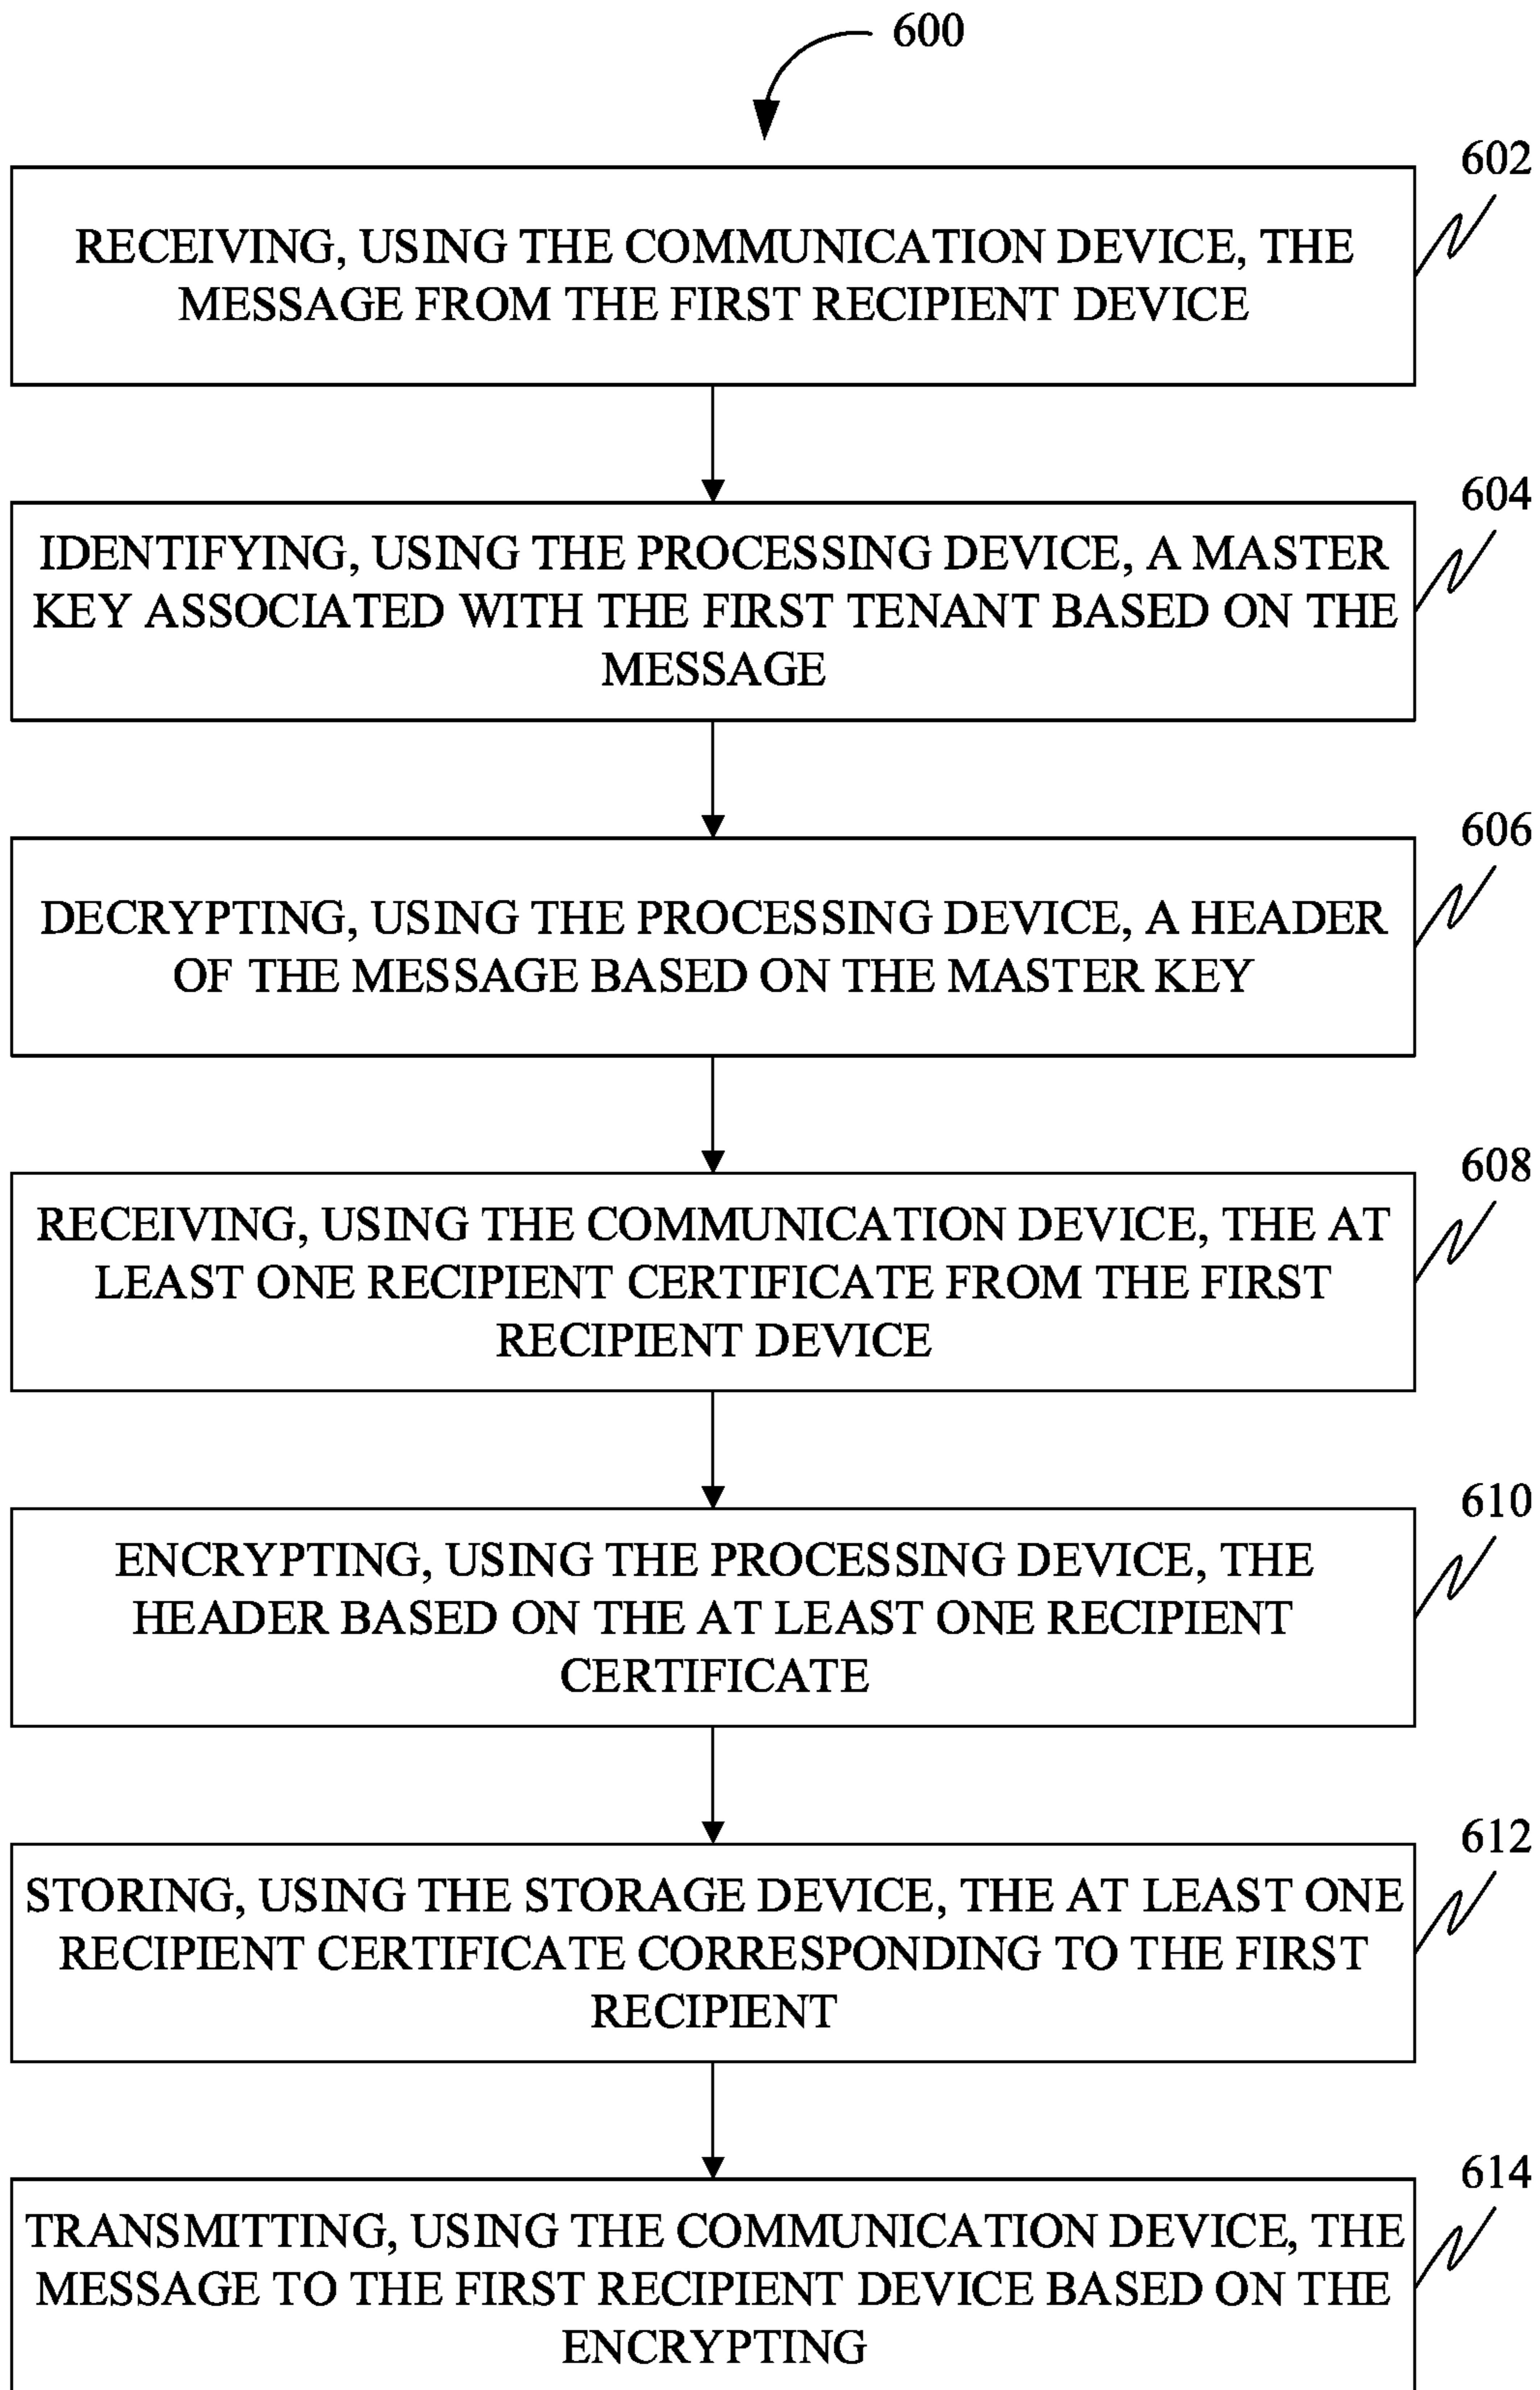 600
602
RECEIVING, USING THE COMMUNICATION DEVICE, THE
MESSAGE FROM THE FIRST RECIPIENT DEVICE
604
IDENTIFYING, USING THE PROCESSING DEVICE, A MASTER
KEY ASSOCIATED WITH THE FIRST TENANT BASED ON THE
MESSAGE
606
DECRYPTING, USING THE PROCESSING DEVICE, A HEADER
OF THE MESSAGE BASED ON THE MASTER KEY
608
RECEIVING, USING THE COMMUNICATION DEVICE, THE AT
LEAST ONE RECIPIENT CERTIFICATE FROM THE FIRST
RECIPIENT DEVICE
610
ENCRYPTING, USING THE PROCESSING DEVICE, THE
HEADER BASED ON THE AT LEAST ONE RECIPIENT
CERTIFICATE
612
STORING, USING THE STORAGE DEVICE, THE AT LEAST ONE
RECIPIENT CERTIFICATE CORRESPONDING TO THE FIRST
RECIPIENT
614
TRANSMITTING, USING THE COMMUNICATION DEVICE, THE
MESSAGE TO THE FIRST RECIPIENT DEVICE BASED ON THE
ENCRYPTING